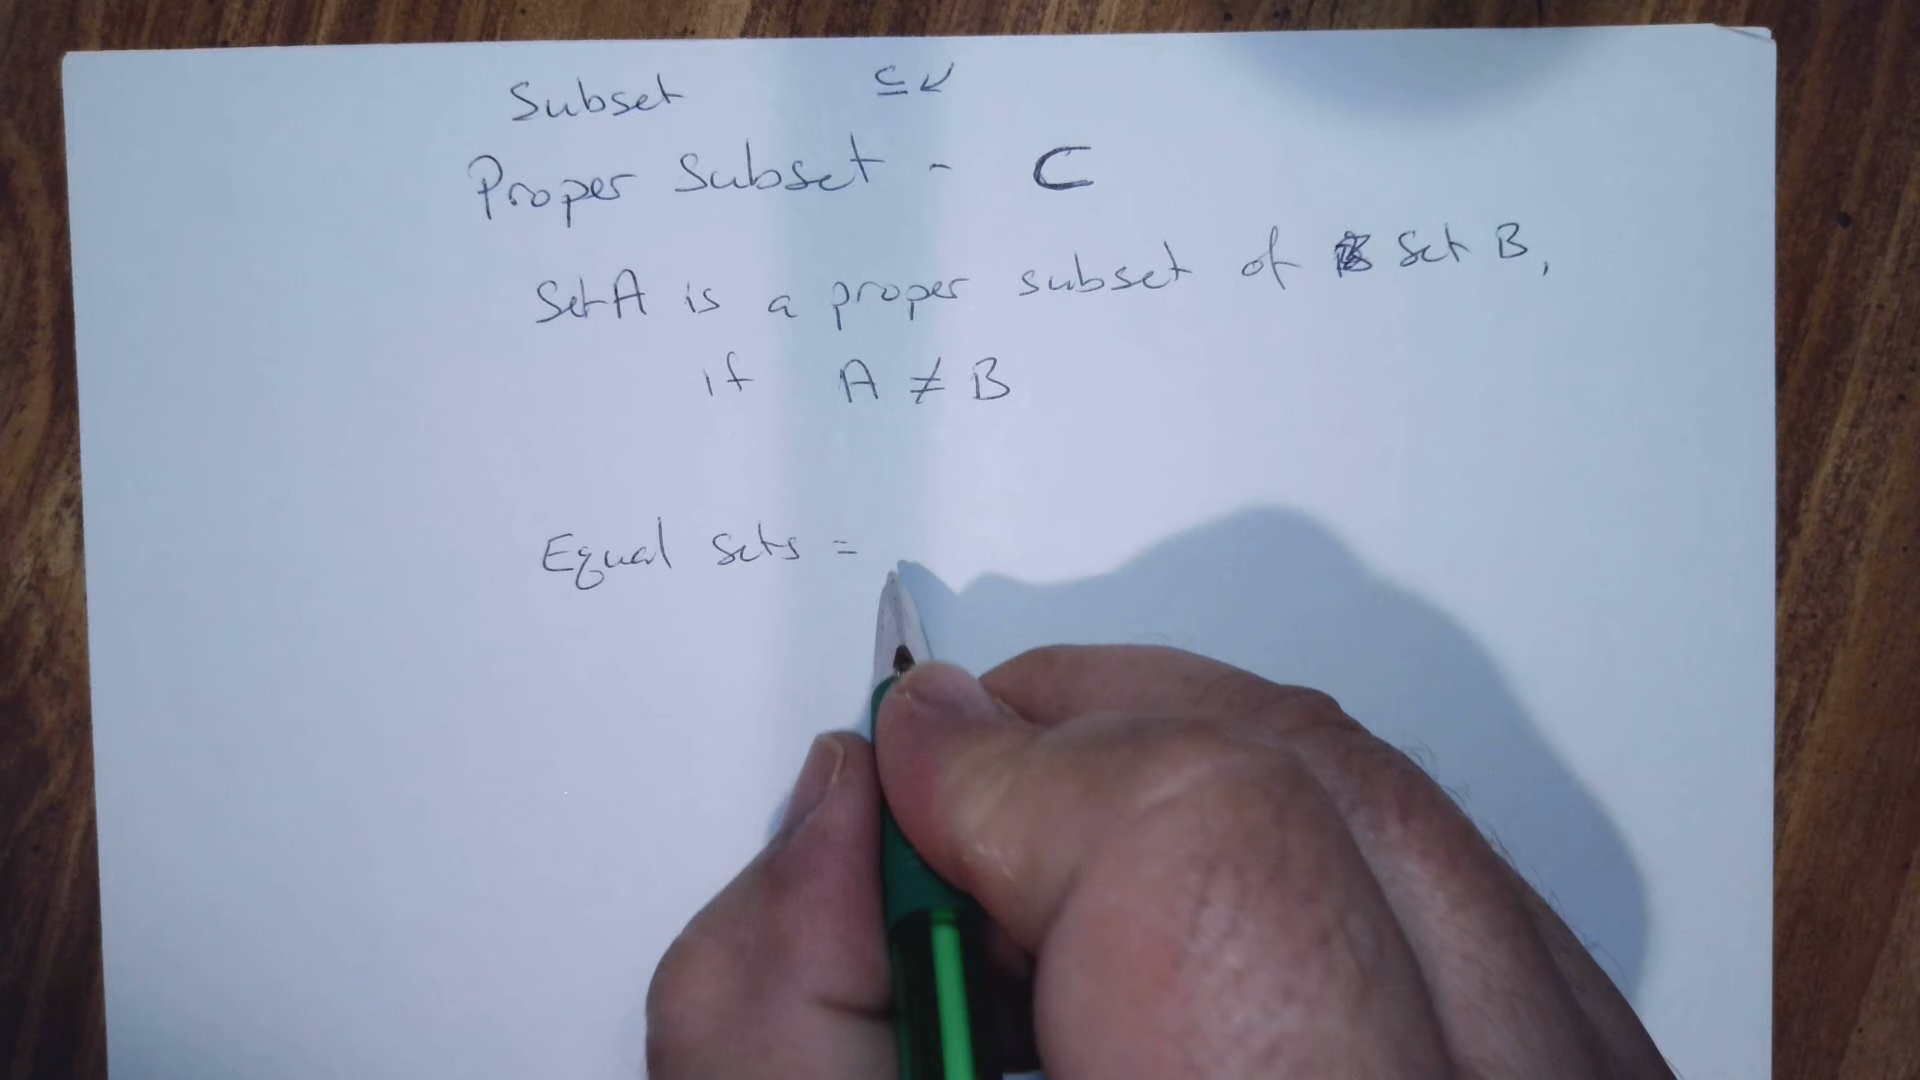 Subset ⊆ ↙
Proper Subset - ⊂
Set A is a proper subset of Set B,
if A ≠ B
Equal Sets =